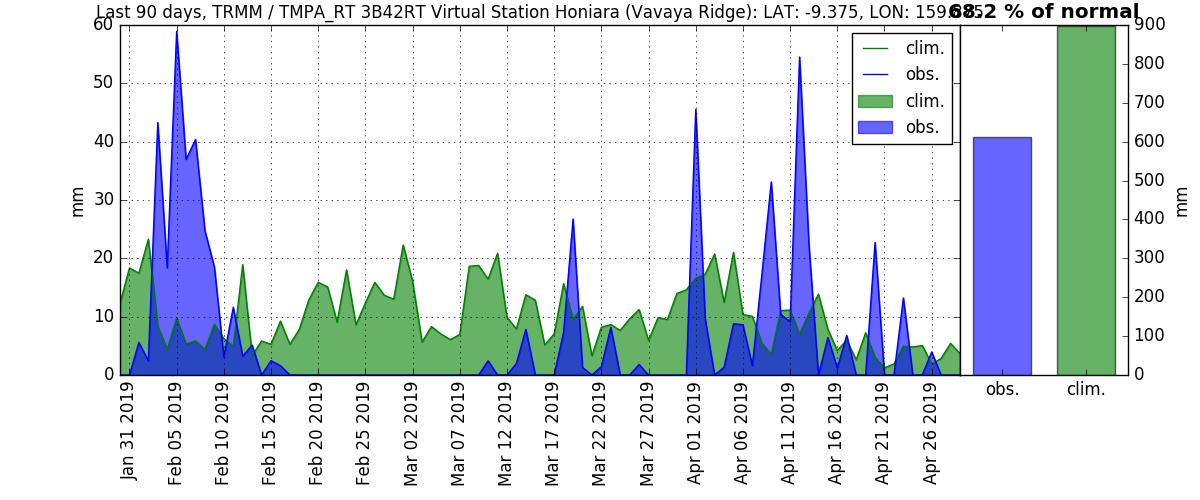 Last 90 days, TRMM / TMPA_RT 3B42RT Virtual Station Honiara (Vavaya Ridge): LAT: -9.375, LON:
68.2 % of normal
60
50
40
30
20
10
0
mm
clim.
obs.
clim.
obs.
900
800
700
600
500
400
300
200
100
0
mm
Jan 31 2019
Feb 05 2019
Feb 10 2019
Feb 15 2019
Feb 20 2019
Feb 25 2019
Mar 02 2019
Mar 07 2019
Mar 12 2019
Mar 17 2019
Mar 22 2019
Mar 27 2019
Apr 01 2019
Apr 06 2019
Apr 11 2019
Apr 16 2019
Apr 21 2019
Apr 26 2019
obs.
clim.